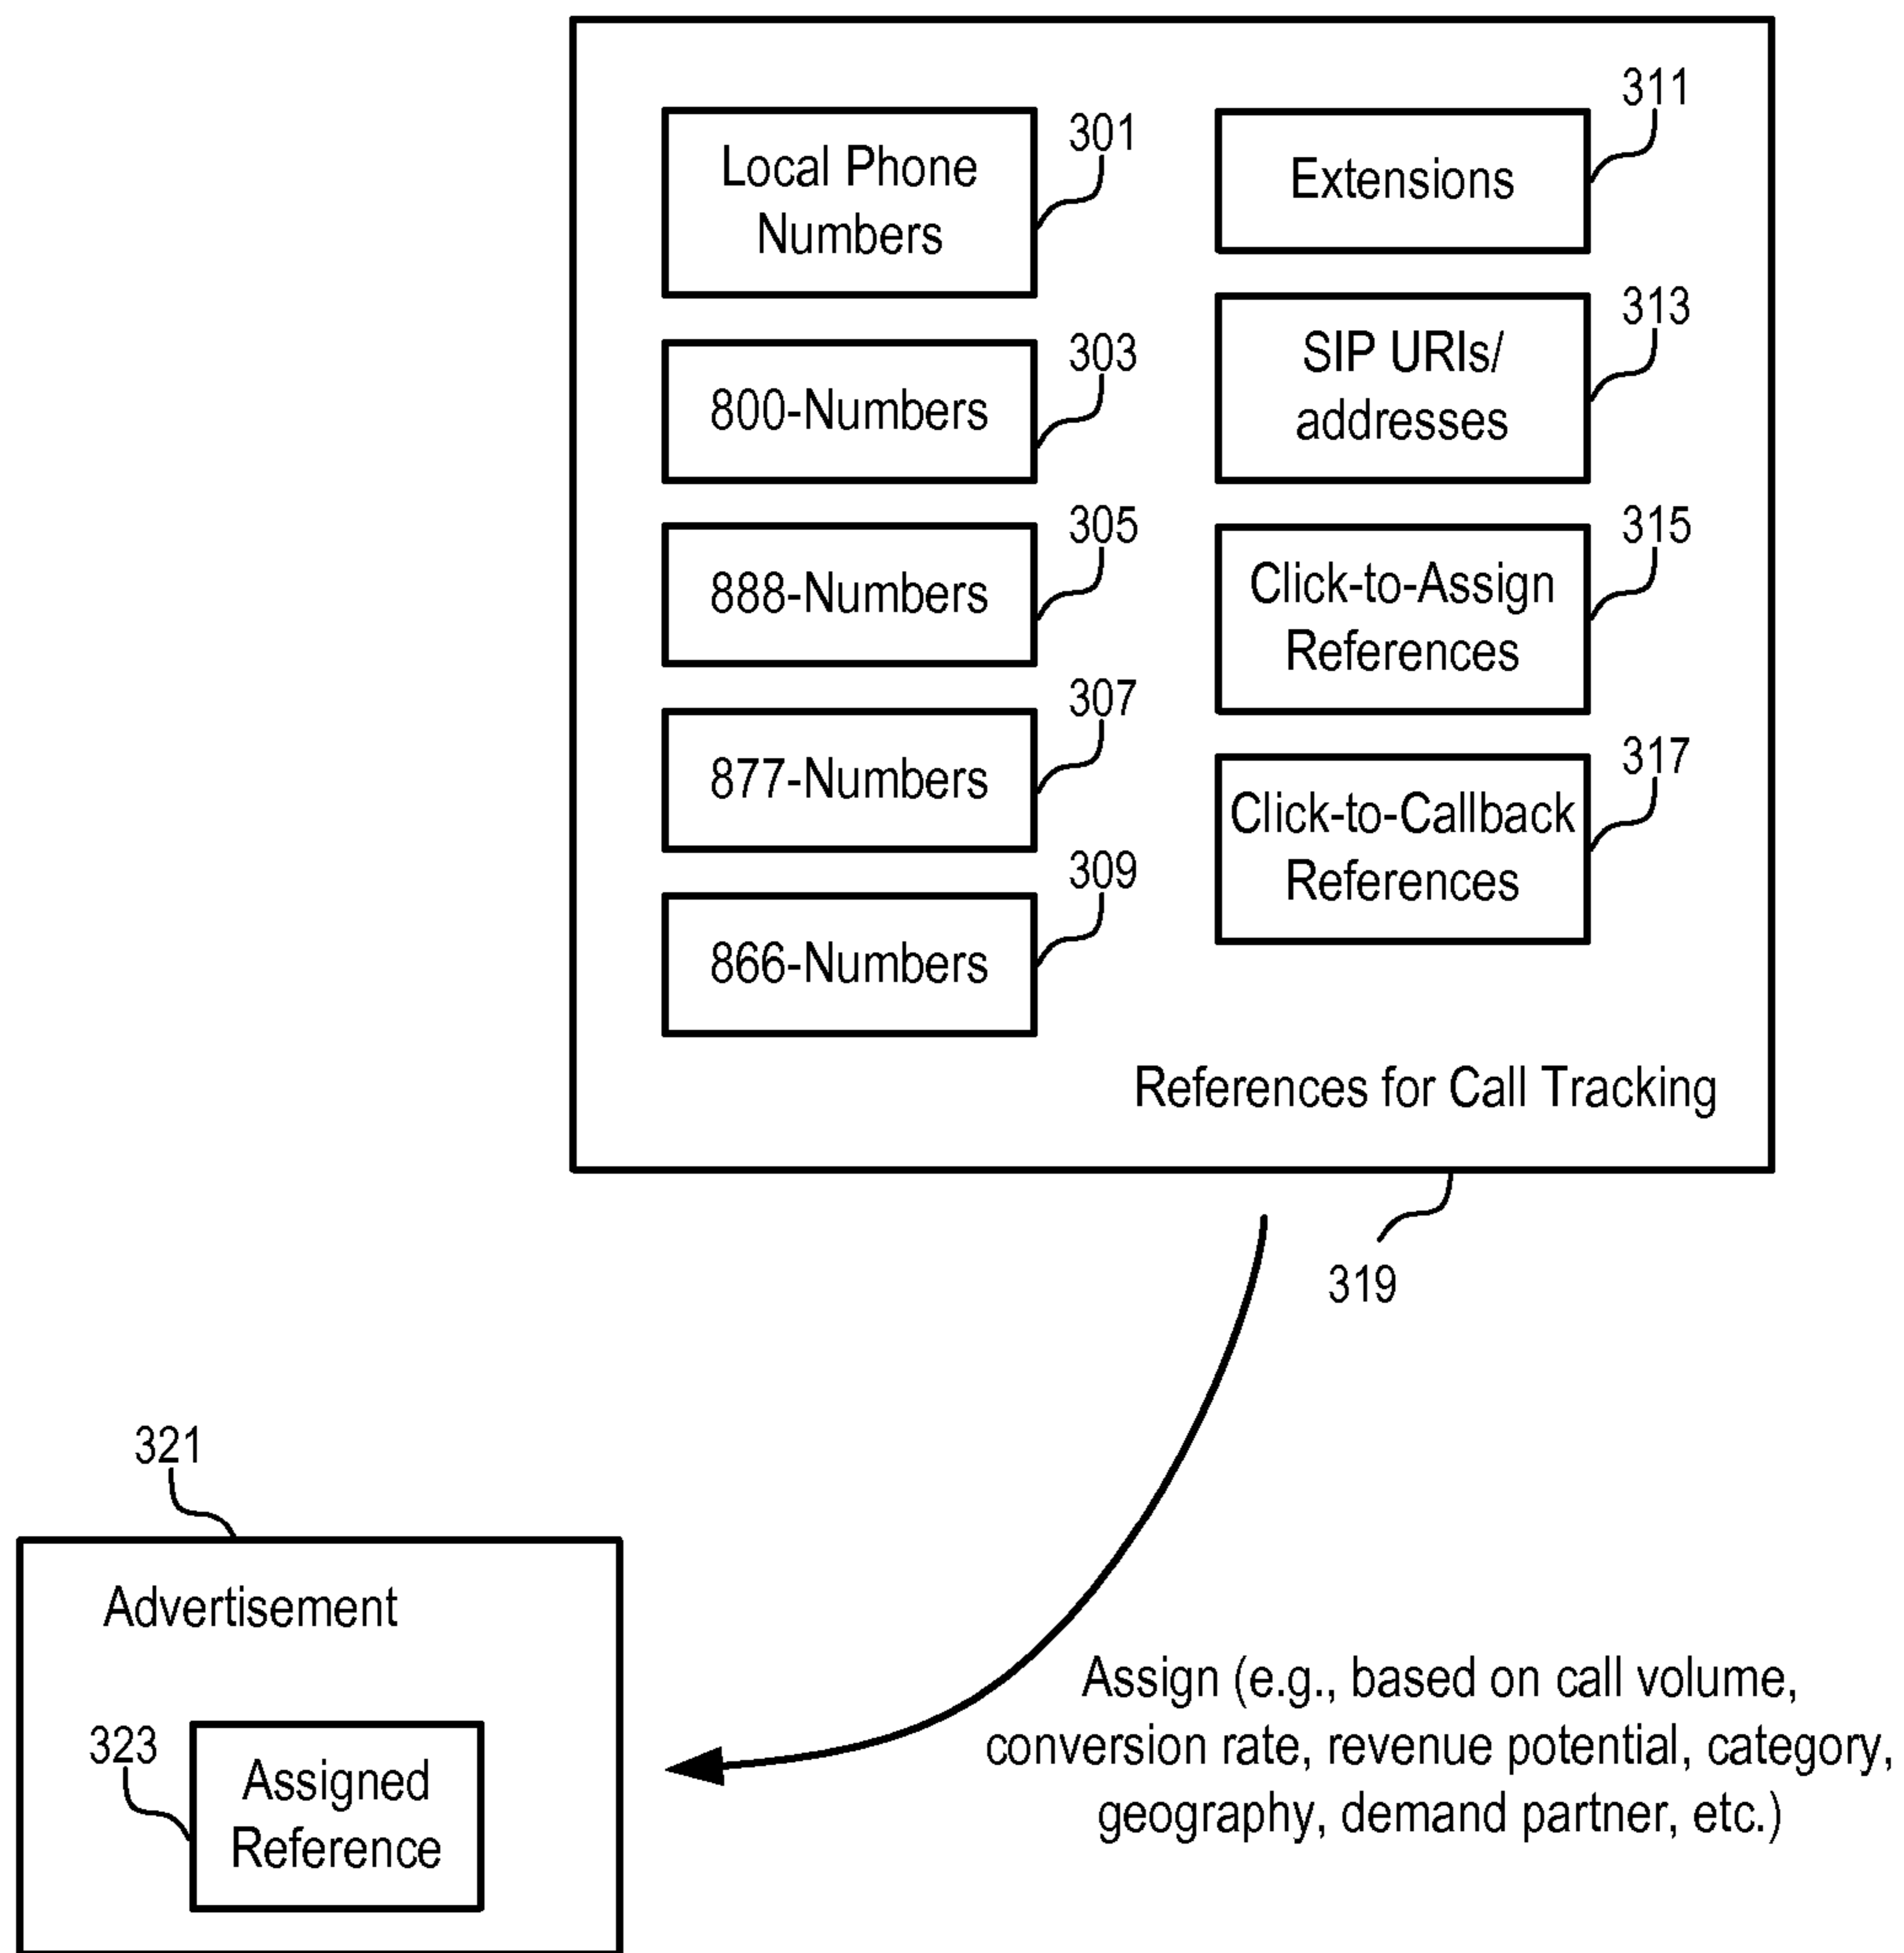 Local Phone
Numbers
301
800-Numbers
303
888-Numbers
305
877-Numbers
307
866-Numbers
309
Extensions
311
SIP URIs/
addresses
313
Click-to-Assign
References
315
Click-to-Callback
References
317
References for Call Tracking
319
321
Advertisement
323
Assigned
Reference
Assign (e.g., based on call volume,
conversion rate, revenue potential, category,
geography, demand partner, etc.)